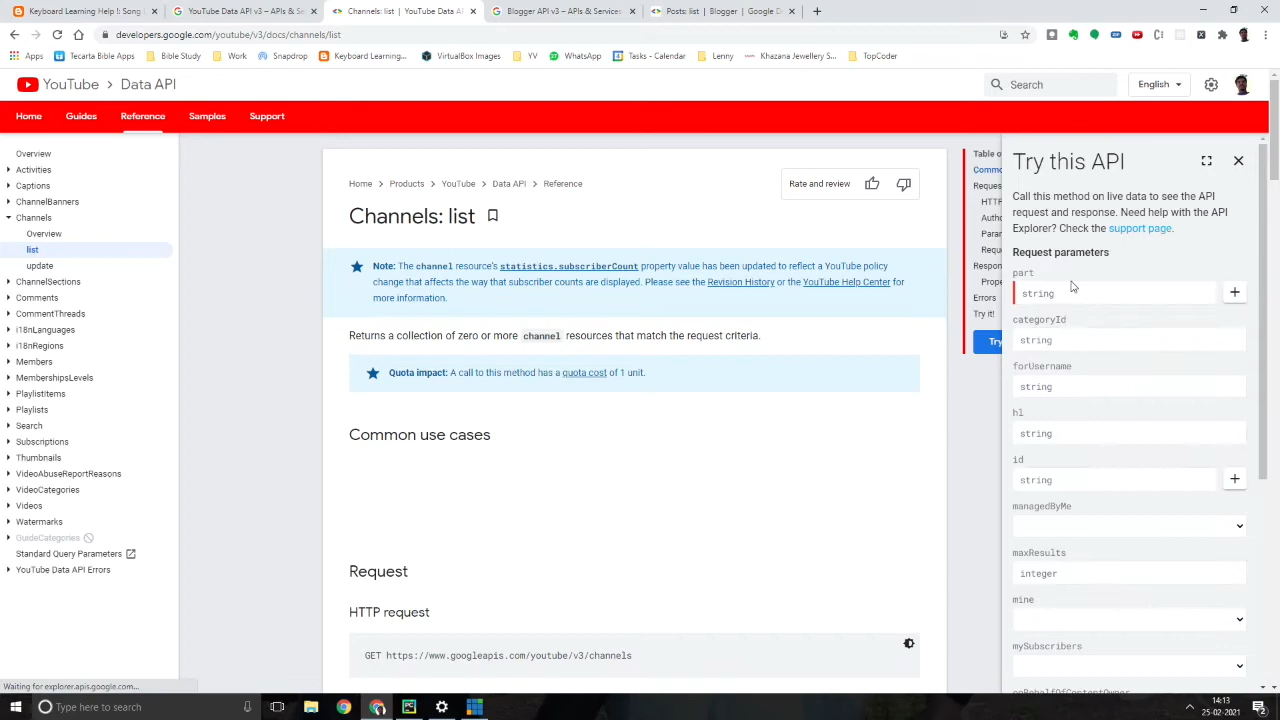 Keyboard Learning Help !: Song L
YouTube Data API v3 – APIs & Se
Channels: list | YouTube Data AP
Blogger API v3 – APIs & Services
Posts: list | Blogger | Google D
developers.google.com/youtube/v3/docs/channels/list
Apps
Tecarta Bible Apps
Bible Study
Work
Snapdrop
Keyboard Learning...
VirtualBox Images
YV
WhatsApp
Tasks - Calendar
Lenny
Khazana Jewellery S...
TopCoder
YouTube
Data API
Search
English
Home
Guides
Reference
Samples
Support
Overview
Activities
Captions
ChannelBanners
Channels
Overview
list
update
ChannelSections
Comments
CommentThreads
i18nLanguages
i18nRegions
Members
MembershipsLevels
PlaylistItems
Playlists
Search
Subscriptions
Thumbnails
VideoAbuseReportReasons
VideoCategories
Videos
Watermarks
GuideCategories
Standard Query Parameters
YouTube Data API Errors
Waiting for explorer.apis.google.com...
Home > Products > YouTube > Data API > Reference
Rate and review
Channels: list
Note: The channel resource's statistics.subscriberCount property value has been updated to reflect a YouTube policy
change that affects the way that subscriber counts are displayed. Please see the Revision History or the YouTube Help Center for
more information.
Returns a collection of zero or more channel resources that match the request criteria.
Quota impact: A call to this method has a quota cost of 1 unit.
Common use cases
Request
HTTP request
GET https://www.googleapis.com/youtube/v3/channels
Table o
Commo
Reques
HTT
Autho
Para
Requ
Respon
Prope
Errors
Try it!
Try
Try this API
Call this method on live data to see the API
request and response. Need help with the API
Explorer? Check the support page.
Request parameters
part
string
categoryId
string
forUsername
string
hl
string
id
string
managedByMe
maxResults
integer
mine
mySubscribers
onBehalfOfContentOwner
Type here to search
14:13
25-02-2021